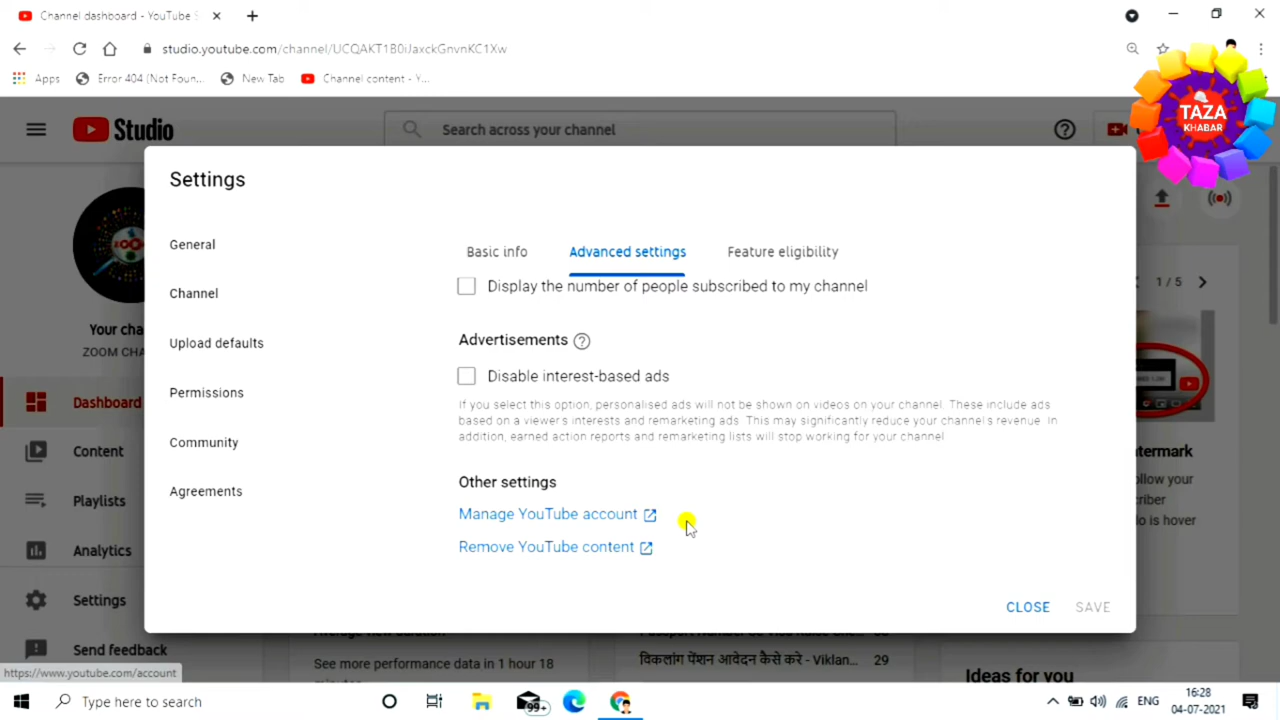 Channel dashboard - YouTube S
studio.youtube.com/channel/UCQAKT1B0iJaxckGnvnKC1Xw
Apps
Error 404 (Not Foun...
New Tab
Channel content - Y...
TAZA
KHABAR
Studio
Search across your channel
Settings
General
Channel
Upload defaults
Permissions
Community
Agreements
Basic info
Advanced settings
Feature eligibility
Display the number of people subscribed to my channel
Advertisements
Disable interest-based ads
If you select this option, personalised ads will not be shown on videos on your channel. These include ads
based on a viewer's interests and remarketing ads. This may significantly reduce your channel's revenue. In
addition, earned action reports and remarketing lists will stop working for your channel.
Other settings
Manage YouTube account
Remove YouTube content
CLOSE
SAVE
Your cha
ZOOM CHA
Dashboard
Content
Playlists
Analytics
Settings
Send feedback
1 / 5
termark
ollow your
criber
lo is hover
See more performance data in 1 hour 18
विकलांग पेंशन आवेदन कैसे करे - Viklan...
29
Ideas for you
https://www.youtube.com/account
Type here to search
99+
ENG
16:28
04-07-2021